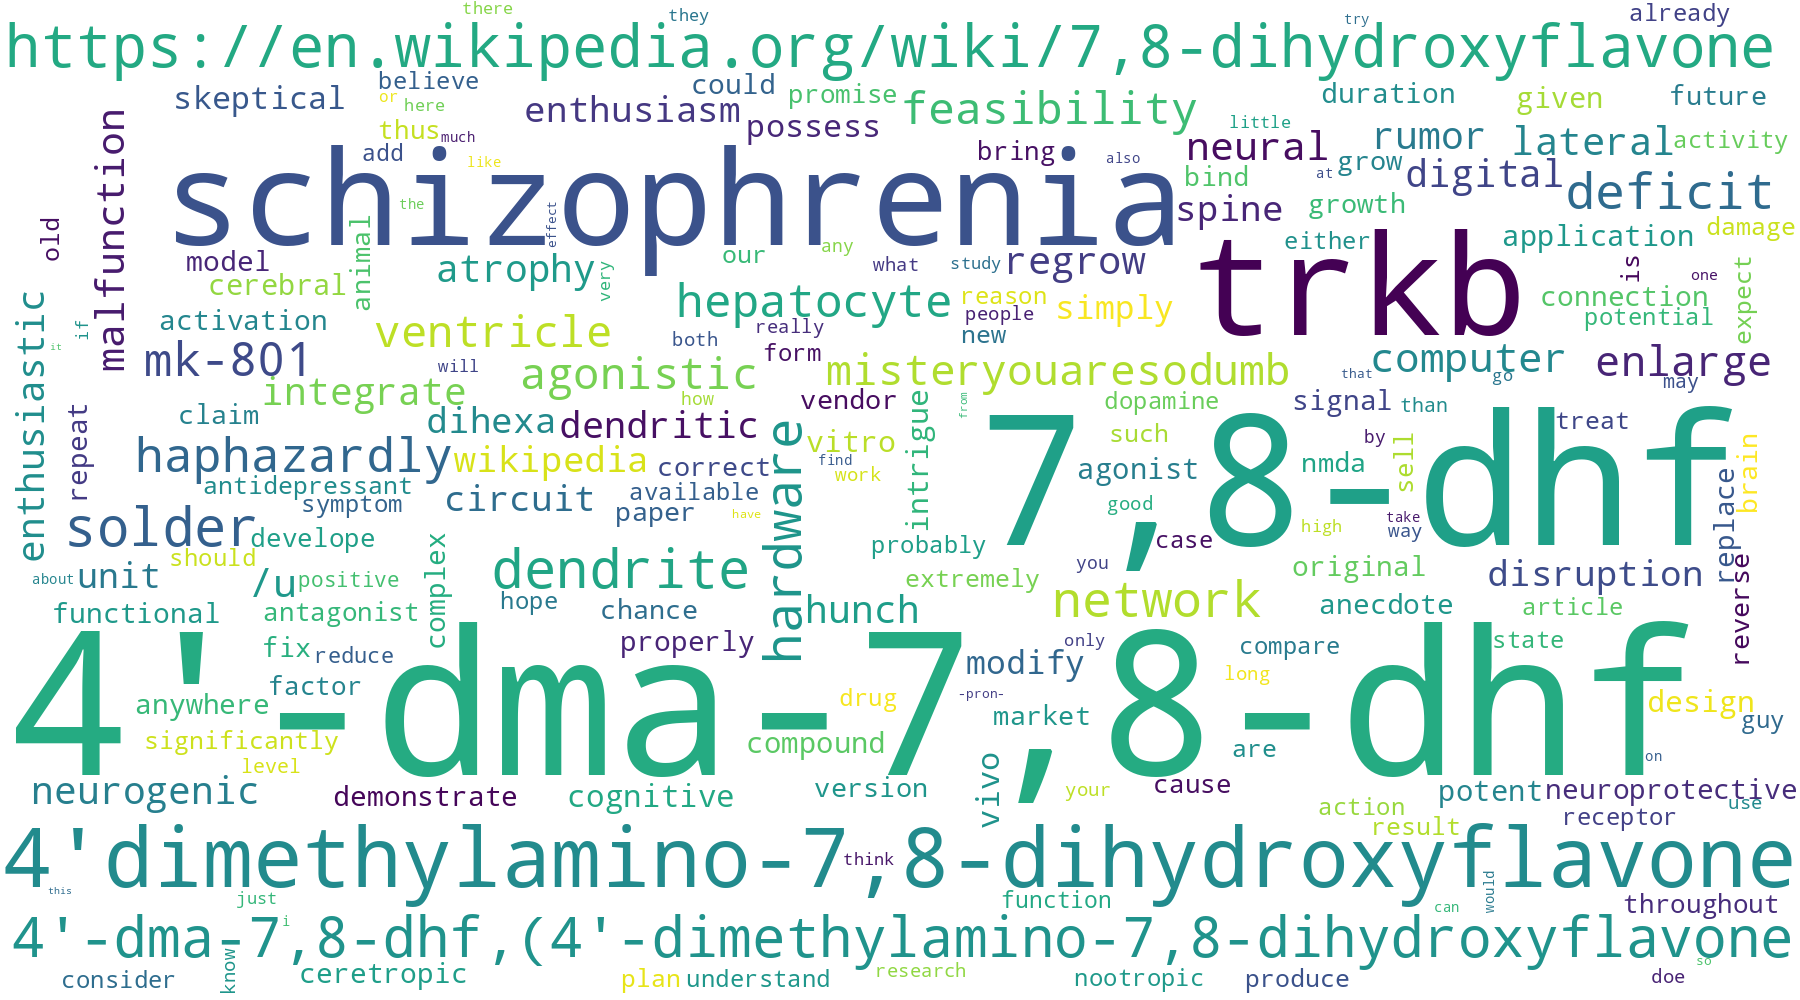 there
they
try
already
https://en.wikipedia.org/wiki/7,8-dihydroxyflavone
believe
could
skeptical
or
here
enthusiasm
promise
feasibility
duration
given
future
thus
much
possess
little
rumor
lateral
activity
malfunction
add
like
bring
also
neural
grow
digital
at
schizophrenia
bind
deficit
the
effect
spine
growth
old
animal
either
application
damage
model
our
any
what
study
regrow
is
one
cerebral
atrophy
very
trkb
connection
expect
enthusiastic
if
it
activation
hepatocyte
reason
simply
potential
people
ventricle
really
new
both
form
mk-801
will
agonistic
misteryouaresodumb
computer
that
go
enlarge
may
integrate
how
vendor
intrigue
from
dopamine
signal
than
repeat
claim
dihexa
dendritic
hardware
vitro
such
7,8-dhf
by
sell
treat
haphazardly
wikipedia
correct
find
work
agonist
nmda
replace
brain
antidepressant
available
circuit
symptom
paper
have
good
high
take
way
solder
develope
probably
case
should
complex
dendrite
you
original
disruption
reverse
about
unit
/u
positive
extremely
functional
antagonist
hope
chance
hunch
network
anecdote
article
fix
reduce
properly
only
compare
state
4'-dma-7,8-dhf
factor
modify
long
anywhere
drug
-pron-
market
design
guy
significantly
compound
are
level
vivo
on
neurogenic
demonstrate
cognitive
version
your
cause
potent
neuroprotective
action
use
result
receptor
4'dimethylamino-7,8-dihydroxyflavone
think
this
just
function
would
can
throughout
i
4'-dma-7,8-dhf,(4'-dimethylamino-7,8-dihydroxyflavone
know
so
consider
ceretropic
plan
understand
research
nootropic
produce
doe